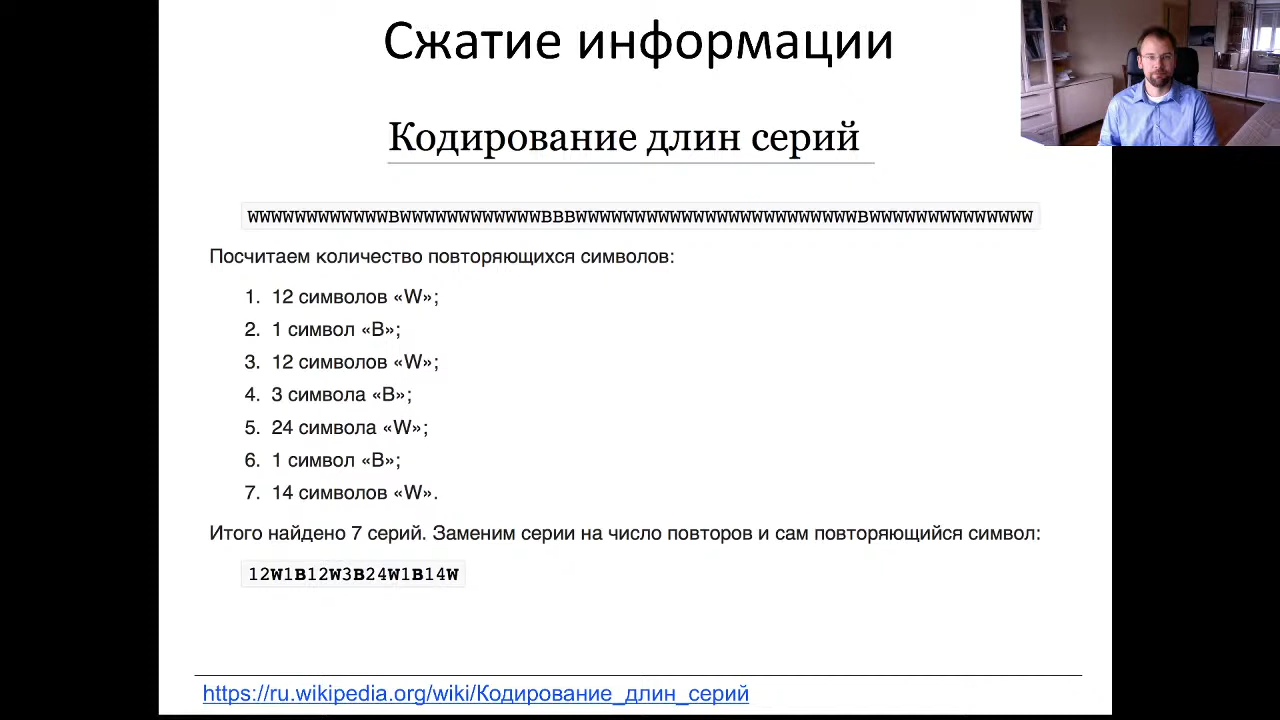 Сжатие информации
Кодирование длин серий
WWWWWWWWWWWWBWWWWWWWWWWWWBBBWWWWWWWWWWWWWWWWWWWWWWWWBWWWWWWWWWWWWWW
Посчитаем количество повторяющихся символов:
1. 12 символов «W»;
2. 1 символ «B»;
3. 12 символов «W»;
4. 3 символа «B»;
5. 24 символа «W»;
6. 1 символ «B»;
7. 14 символов «W».
Итого найдено 7 серий. Заменим серии на число повторов и сам повторяющийся символ:
12W1B12W3B24W1B14W
https://ru.wikipedia.org/wiki/Кодирование_длин_серий